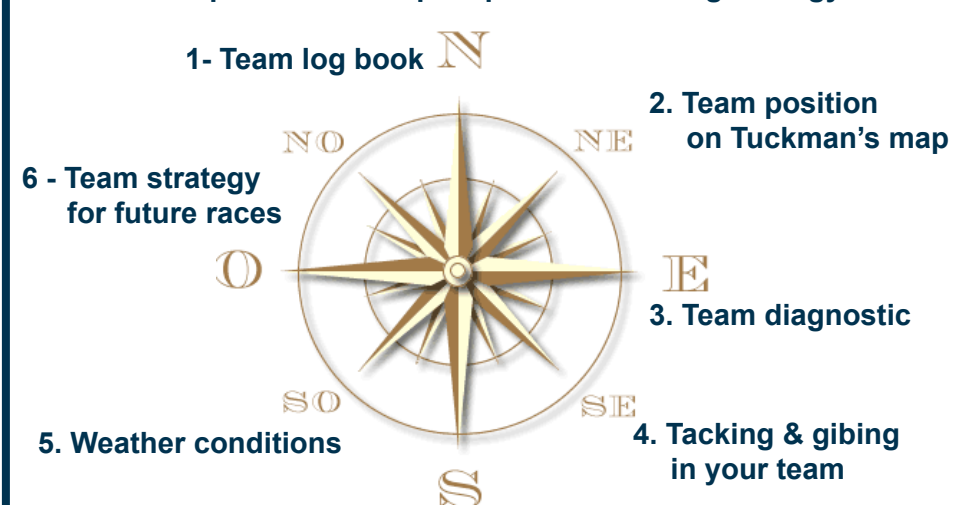 1- Team log book
N
2. Team position
on Tuckman's map
NO
NE
6 - Team strategy
for future races
O
E
3. Team diagnostic
SO
SE
5. Weather conditions
4. Tacking & gibing
in your team
S